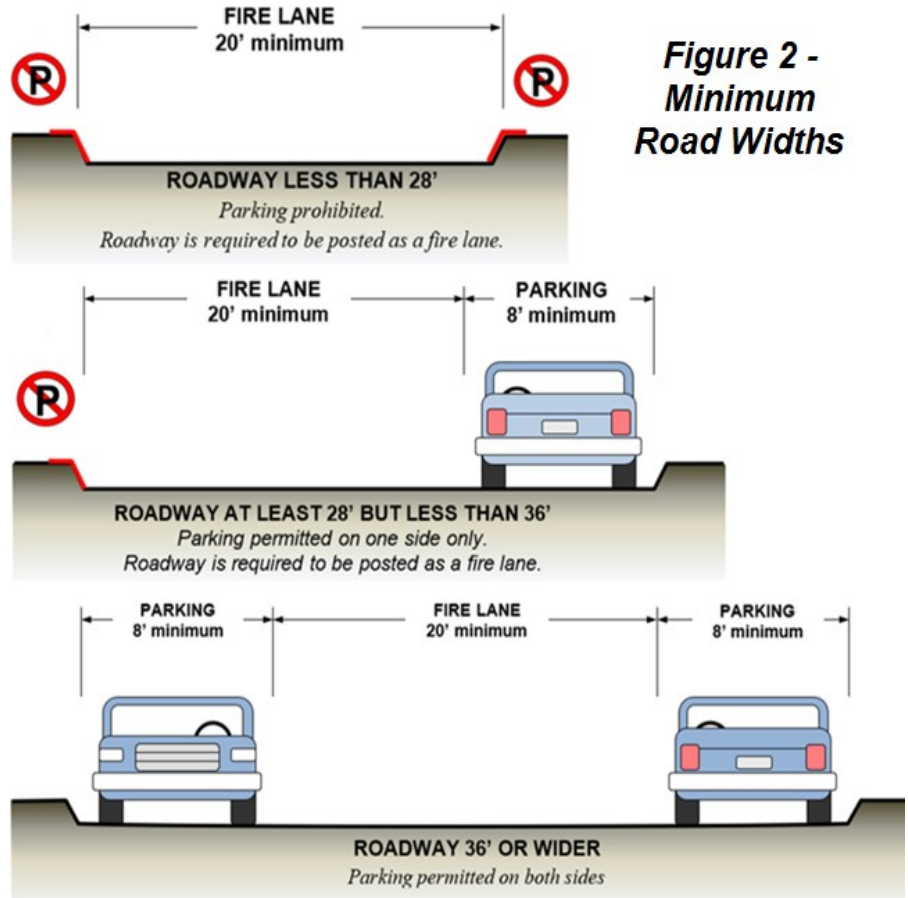 FIRE LANE
20' minimum
Figure 2 -
Minimum
Road Widths
P
P
ROADWAY LESS THAN 28'
Parking prohibited.
Roadway is required to be posted as a fire lane.
FIRE LANE
20' minimum
PARKING
8' minimum
P
ROADWAY AT LEAST 28' BUT LESS THAN 36'
Parking permitted on one side only.
Roadway is required to be posted as a fire lane.
PARKING
8' minimum
FIRE LANE
20' minimum
PARKING
8' minimum
ROADWAY 36' OR WIDER
Parking permitted on both sides